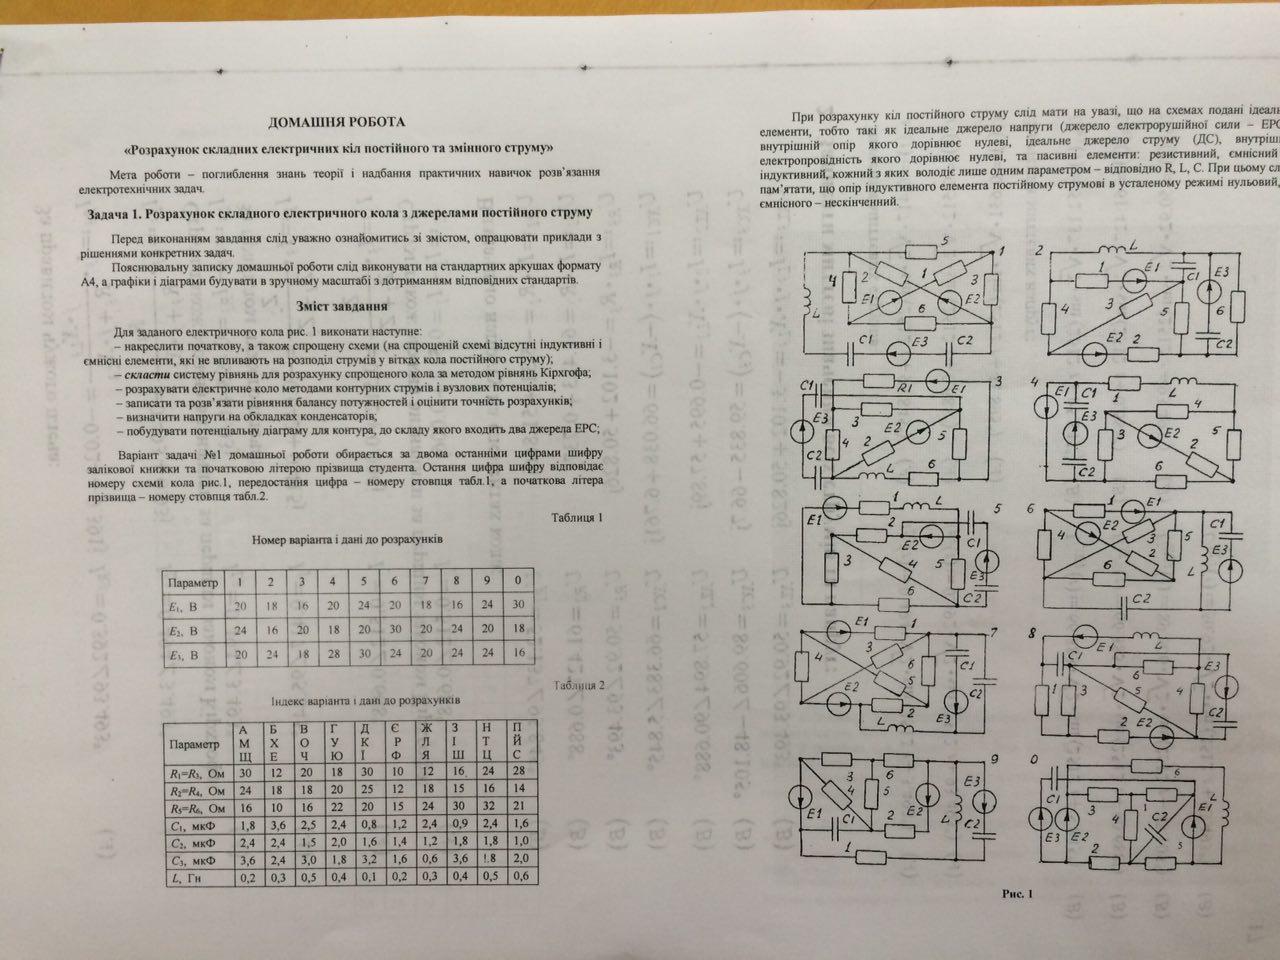 ДОМАШНЯ РОБОТА
«Розрахунок складних електричних кіл постійного та змінного струму»
Мета роботи – поглиблення знань теорії і надбання практичних навичок розв’язання
електротехнічних задач.
Задача 1. Розрахунок складного електричного кола з джерелами постійного струму
Перед виконанням завдання слід уважно ознайомитись зі змістом, опрацювати приклади з
рішеннями конкретних задач.
Пояснювальну записку домашньої роботи слід виконувати на стандартних аркушах формату
А4, а графіки і діаграми будувати в зручному масштабі з дотриманням відповідних стандартів.
Зміст завдання
Для заданого електричного кола рис. 1 виконати наступне:
– накреслити початкову, а також спрощену схеми (на спрощеній схемі відсутні індуктивні і
ємнісні елементи, які не впливають на розподіл струмів у вітках кола постійного струму);
– скласти систему рівнянь для розрахунку спрощеного кола за методом рівнянь Кірхгофа;
– розрахувати електричне коло методами контурних струмів і вузлових потенціалів;
– записати та розв’язати рівняння балансу потужностей і оцінити точність розрахунків;
– визначити напруги на обкладках конденсаторів;
– побудувати потенціальну діаграму для контура, до складу якого входить два джерела ЕРС;
Варіант задачі №1 домашньої роботи обирається за двома останніми цифрами шифру
залікової книжки та початковою літерою прізвища студента. Остання цифра шифру відповідає
номеру схеми кола рис.1, передостання цифра – номеру стовпця табл.1, а початкова літера
прізвища – номеру стовпця табл.2.
Таблиця 1
Номер варіанта і дані до розрахунків
Параметр 1 2 3 4 5 6 7 8 9 0
E₁, В 20 18 16 20 24 20 18 16 24 30
E₂, В 24 16 20 18 20 30 20 24 20 18
E₃, В 20 24 18 28 30 24 20 24 24 16
Таблиця 2
Індекс варіанта і дані до розрахунків
А Б В Г Д Є Ж З Н П
Параметр М Х О У К Р Л І Т Й
Щ Е Ч Ю І Ф Я Ш Ц С
R₁=R₃, Ом 30 12 20 18 30 10 12 16 24 28
R₂=R₄, Ом 24 18 18 20 25 12 18 15 16 14
R₅=R₆, Ом 16 10 16 22 20 15 24 30 32 21
C₁, мкФ 1,8 3,6 2,5 2,4 0,8 1,2 2,4 0,9 2,4 1,6
C₂, мкФ 2,4 2,4 1,5 2,0 1,6 1,4 1,2 1,8 1,8 1,0
C₃, мкФ 3,6 2,4 3,0 1,8 3,2 1,6 0,6 3,6 1.8 2,0
L, Гн 0,2 0,3 0,5 0,4 0,1 0,2 0,3 0,4 0,5 0,6
При розрахунку кіл постійного струму слід мати на увазі, що на схемах подані
елементи, тобто такі як ідеальне джерело напруги (джерело електрорушійної сили – ЕРС
внутрішній опір якого дорівнює нулеві, ідеальне джерело струму (ДС),
електропровідність якого дорівнює нулеві, та пасивні елементи: резистивний, ємнісний
індуктивний, кожний з яких володіє лише одним параметром – відповідно R, L, C. При цьому
пам’ятати, що опір індуктивного елемента постійному струмові в усталеному режимі нульовий,
ємнісного – нескінченний.
5 1
4 2 1 3
E1 E2
L 6
C1 E3 C2
2 L
1 E1 C1 E3
4 3 5 6
E2 2 C2
C1 R1 E1 3
E3 3 E2
4 2 5
C2 L 6
4 E1 C1 1 L
4
E3 3 E2 5
C2 2
6
1 L 5
E1 2 C1
E2
3 4 5 E3
6 C2
6 1 E1
E2 C1
4 3 5 E3
2 L
6
C2
E1 1 7
4 3 6 C1
5 C2
E2 2 E3
L
8 E1 L
C1 6 E3
1 3 5 4
2 E2 C2
3 9
4 6 E3
E1 5 E2 L
C1 2 C2
1
0 6
C1 3 1 L
4 C2 E1
E3 E2 2 5
Рис. 1